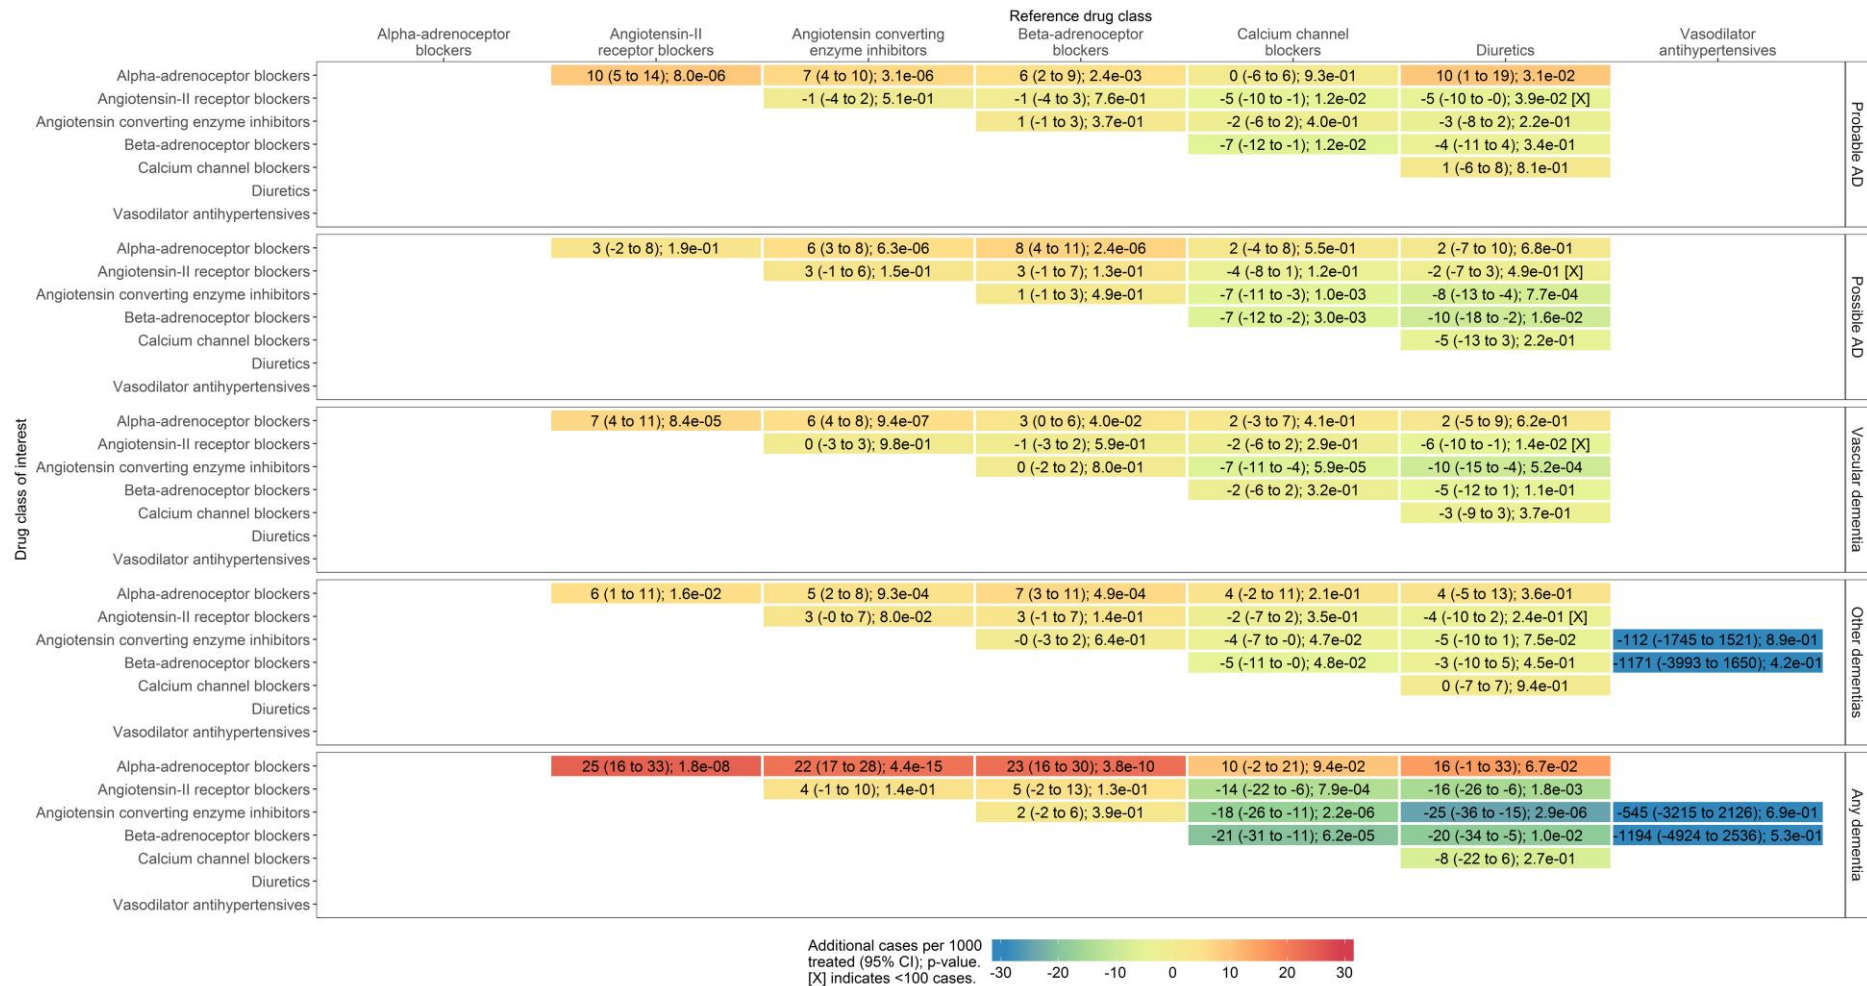 Reference drug class
Alpha-adrenoceptor
blockers
Angiotensin-II
receptor blockers
Angiotensin converting
enzyme inhibitors
Beta-adrenoceptor
blockers
Calcium channel
blockers
Diuretics
Vasodilator
antihypertensives
Drug class of interest
Probable AD
Alpha-adrenoceptor blockers 10 (5 to 14); 8.0e-06 7 (4 to 10); 3.1e-06 6 (2 to 9); 2.4e-03 0 (-6 to 6); 9.3e-01 10 (1 to 19); 3.1e-02
Angiotensin-II receptor blockers -1 (-4 to 2); 5.1e-01 -1 (-4 to 3); 7.6e-01 -5 (-10 to -1); 1.2e-02 -5 (-10 to -0); 3.9e-02 [X]
Angiotensin converting enzyme inhibitors 1 (-1 to 3); 3.7e-01 -2 (-6 to 2); 4.0e-01 -3 (-8 to 2); 2.2e-01
Beta-adrenoceptor blockers -7 (-12 to -1); 1.2e-02 -4 (-11 to 4); 3.4e-01
Calcium channel blockers 1 (-6 to 8); 8.1e-01
Diuretics
Vasodilator antihypertensives
Possible AD
Alpha-adrenoceptor blockers 3 (-2 to 8); 1.9e-01 6 (3 to 8); 6.3e-06 8 (4 to 11); 2.4e-06 2 (-4 to 8); 5.5e-01 2 (-7 to 10); 6.8e-01
Angiotensin-II receptor blockers 3 (-1 to 6); 1.5e-01 3 (-1 to 7); 1.3e-01 -4 (-8 to 1); 1.2e-01 -2 (-7 to 3); 4.9e-01 [X]
Angiotensin converting enzyme inhibitors 1 (-1 to 3); 4.9e-01 -7 (-11 to -3); 1.0e-03 -8 (-13 to -4); 7.7e-04
Beta-adrenoceptor blockers -7 (-12 to -2); 3.0e-03 -10 (-18 to -2); 1.6e-02
Calcium channel blockers -5 (-13 to 3); 2.2e-01
Diuretics
Vasodilator antihypertensives
Vascular dementia
Alpha-adrenoceptor blockers 7 (4 to 11); 8.4e-05 6 (4 to 8); 9.4e-07 3 (0 to 6); 4.0e-02 2 (-3 to 7); 4.1e-01 2 (-5 to 9); 6.2e-01
Angiotensin-II receptor blockers 0 (-3 to 3); 9.8e-01 -1 (-3 to 2); 5.9e-01 -2 (-6 to 2); 2.9e-01 -6 (-10 to -1); 1.4e-02 [X]
Angiotensin converting enzyme inhibitors 0 (-2 to 2); 8.0e-01 -7 (-11 to -4); 5.9e-05 -10 (-15 to -4); 5.2e-04
Beta-adrenoceptor blockers -2 (-6 to 2); 3.2e-01 -5 (-12 to 1); 1.1e-01
Calcium channel blockers -3 (-9 to 3); 3.7e-01
Diuretics
Vasodilator antihypertensives
Other dementias
Alpha-adrenoceptor blockers 6 (1 to 11); 1.6e-02 5 (2 to 8); 9.3e-04 7 (3 to 11); 4.9e-04 4 (-2 to 11); 2.1e-01 4 (-5 to 13); 3.6e-01
Angiotensin-II receptor blockers 3 (-0 to 7); 8.0e-02 3 (-1 to 7); 1.4e-01 -2 (-7 to 2); 3.5e-01 -4 (-10 to 2); 2.4e-01 [X]
Angiotensin converting enzyme inhibitors -0 (-3 to 2); 6.4e-01 -4 (-7 to -0); 4.7e-02 -5 (-10 to 1); 7.5e-02 -112 (-1745 to 1521); 8.9e-01
Beta-adrenoceptor blockers -5 (-11 to -0); 4.8e-02 -3 (-10 to 5); 4.5e-01 -1171 (-3993 to 1650); 4.2e-01
Calcium channel blockers 0 (-7 to 7); 9.4e-01
Diuretics
Vasodilator antihypertensives
Any dementia
Alpha-adrenoceptor blockers 25 (16 to 33); 1.8e-08 22 (17 to 28); 4.4e-15 23 (16 to 30); 3.8e-10 10 (-2 to 21); 9.4e-02 16 (-1 to 33); 6.7e-02
Angiotensin-II receptor blockers 4 (-1 to 10); 1.4e-01 5 (-2 to 13); 1.3e-01 -14 (-22 to -6); 7.9e-04 -16 (-26 to -6); 1.8e-03
Angiotensin converting enzyme inhibitors 2 (-2 to 6); 3.9e-01 -18 (-26 to -11); 2.2e-06 -25 (-36 to -15); 2.9e-06 -545 (-3215 to 2126); 6.9e-01
Beta-adrenoceptor blockers -21 (-31 to -11); 6.2e-05 -20 (-34 to -5); 1.0e-02 -1194 (-4924 to 2536); 5.3e-01
Calcium channel blockers -8 (-22 to 6); 2.7e-01
Diuretics
Vasodilator antihypertensives
Additional cases per 1000
treated (95% CI); p-value.
[X] indicates <100 cases.
-30 -20 -10 0 10 20 30